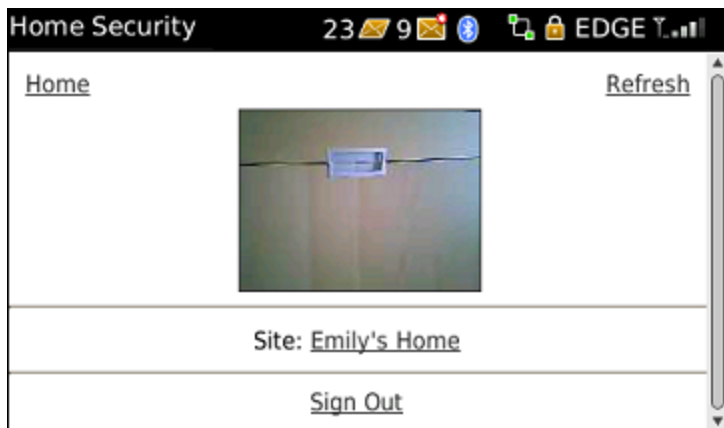 Home Security 23 9 EDGE
Home Refresh
Site: Emily's Home
Sign Out